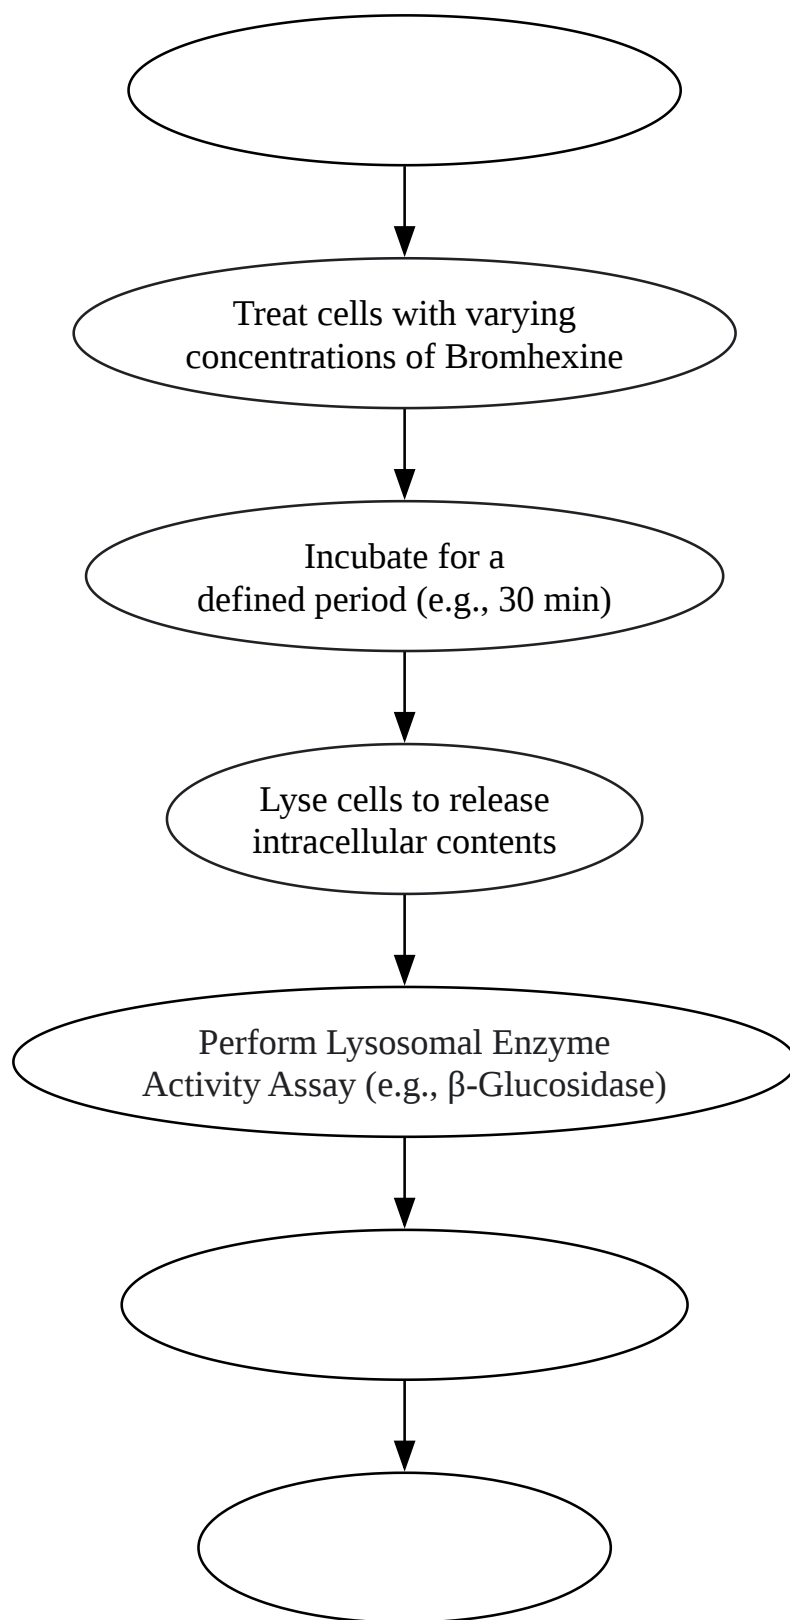 Treat cells with varying
concentrations of Bromhexine
Incubate for a
defined period (e.g., 30 min)
Lyse cells to release
intracellular contents
Perform Lysosomal Enzyme
Activity Assay (e.g., β-Glucosidase)